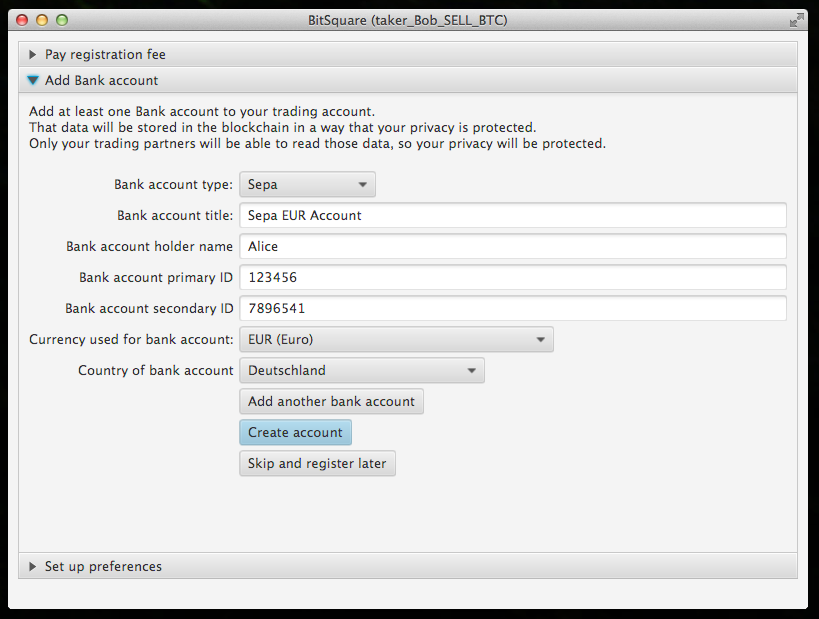 BitSquare (taker_Bob_SELL_BTC)
Pay registration fee
Add Bank account
Add at least one Bank account to your trading account.
That data will be stored in the blockchain in a way that your privacy is protected.
Only your trading partners will be able to read those data, so your privacy will be protected.
Bank account type: Sepa
Bank account title: Sepa EUR Account
Bank account holder name Alice
Bank account primary ID 123456
Bank account secondary ID 7896541
Currency used for bank account: EUR (Euro)
Country of bank account Deutschland
Add another bank account
Create account
Skip and register later
Set up preferences